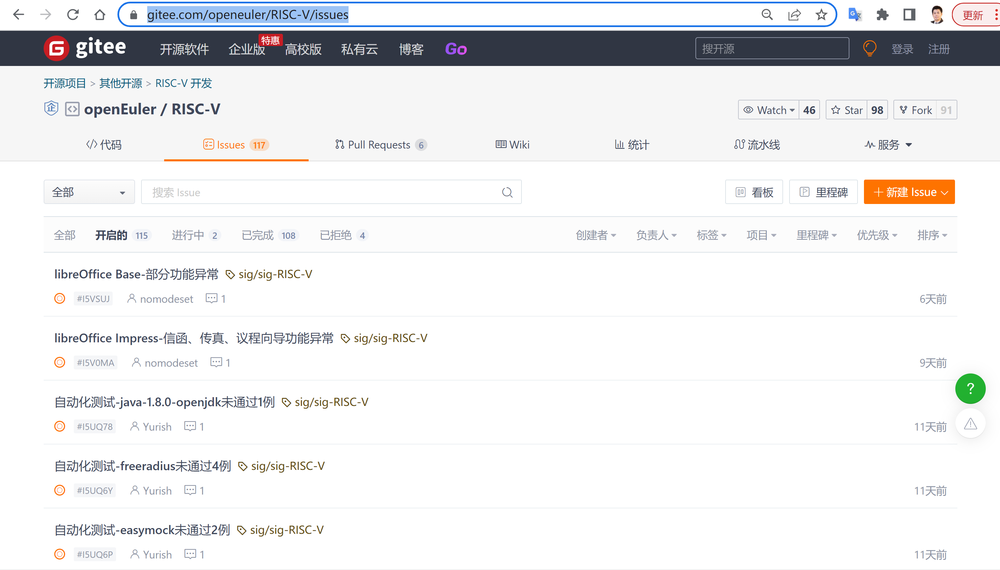 gitee.com/openeuler/RISC-V/issues
更新
gitee
开源软件 企业版 特惠 高校版 私有云 博客 Go
搜开源
登录 注册
开源项目 > 其他开源 > RISC-V 开发
企 openEuler / RISC-V
Watch 46 Star 98 Fork 91
</> 代码 Issues 117 Pull Requests 6 Wiki 统计 流水线 服务
全部 搜索 Issue 看板 里程碑 + 新建 Issue
全部 开启的 115 进行中 2 已完成 108 已拒绝 4 创建者 负责人 标签 项目 里程碑 优先级 排序
libreOffice Base-部分功能异常 sig/sig-RISC-V
#I5VSUJ nomodeset 1 6天前
libreOffice Impress-信函、传真、议程向导功能异常 sig/sig-RISC-V
#I5V0MA nomodeset 1 9天前
自动化测试-java-1.8.0-openjdk未通过1例 sig/sig-RISC-V
#I5UQ78 Yurish 1 11天前
自动化测试-freeradius未通过4例 sig/sig-RISC-V
#I5UQ6Y Yurish 1 11天前
自动化测试-easymock未通过2例 sig/sig-RISC-V
#I5UQ6P Yurish 1 11天前
?